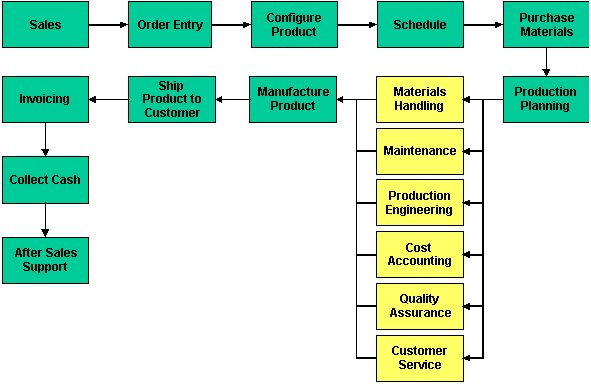 Sales
Order Entry
Configure
Product
Schedule
Purchase
Materials
Production
Planning
Materials
Handling
Maintenance
Production
Engineering
Cost
Accounting
Quality
Assurance
Customer
Service
Manufacture
Product
Ship
Product to
Customer
Invoicing
Collect Cash
After Sales
Support